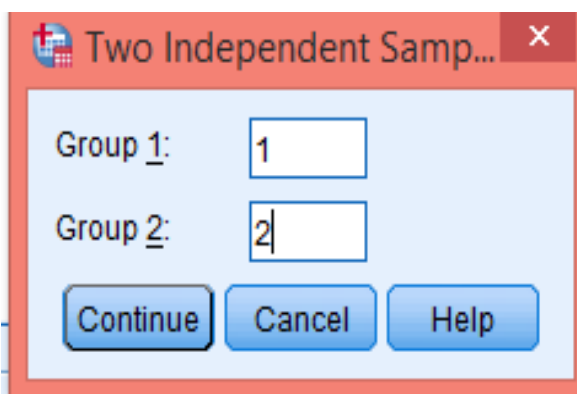 Two Independent Samp...
Group 1: 1
Group 2: 2
Continue Cancel Help